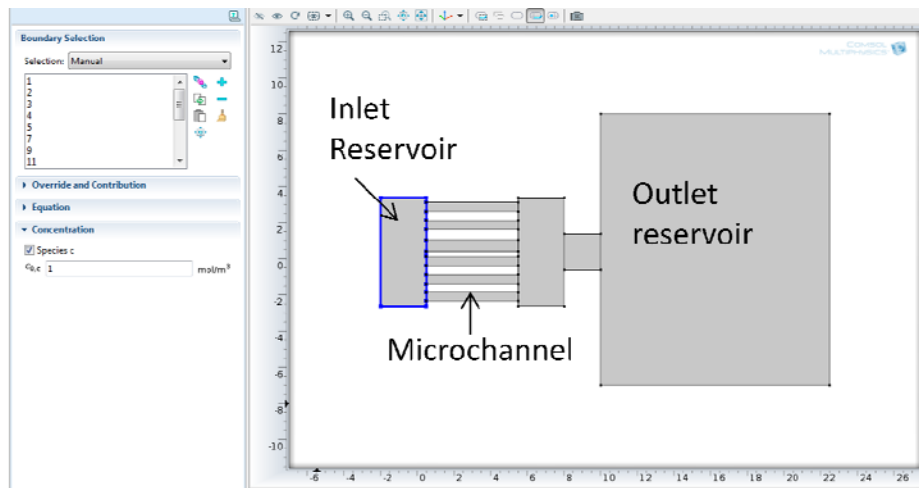 Boundary Selection
Selection: Manual
1
2
3
4
5
7
9
11
Override and Contribution
Equation
Concentration
Species c
c0,c 1 mol/m³
COMSOL
MULTIPHYSICS
12
10
8
6
4
2
0
-2
-4
-6
-8
-10
Inlet
Reservoir
Outlet
reservoir
Microchannel
-6 -4 -2 0 2 4 6 8 10 12 14 16 18 20 22 24 26